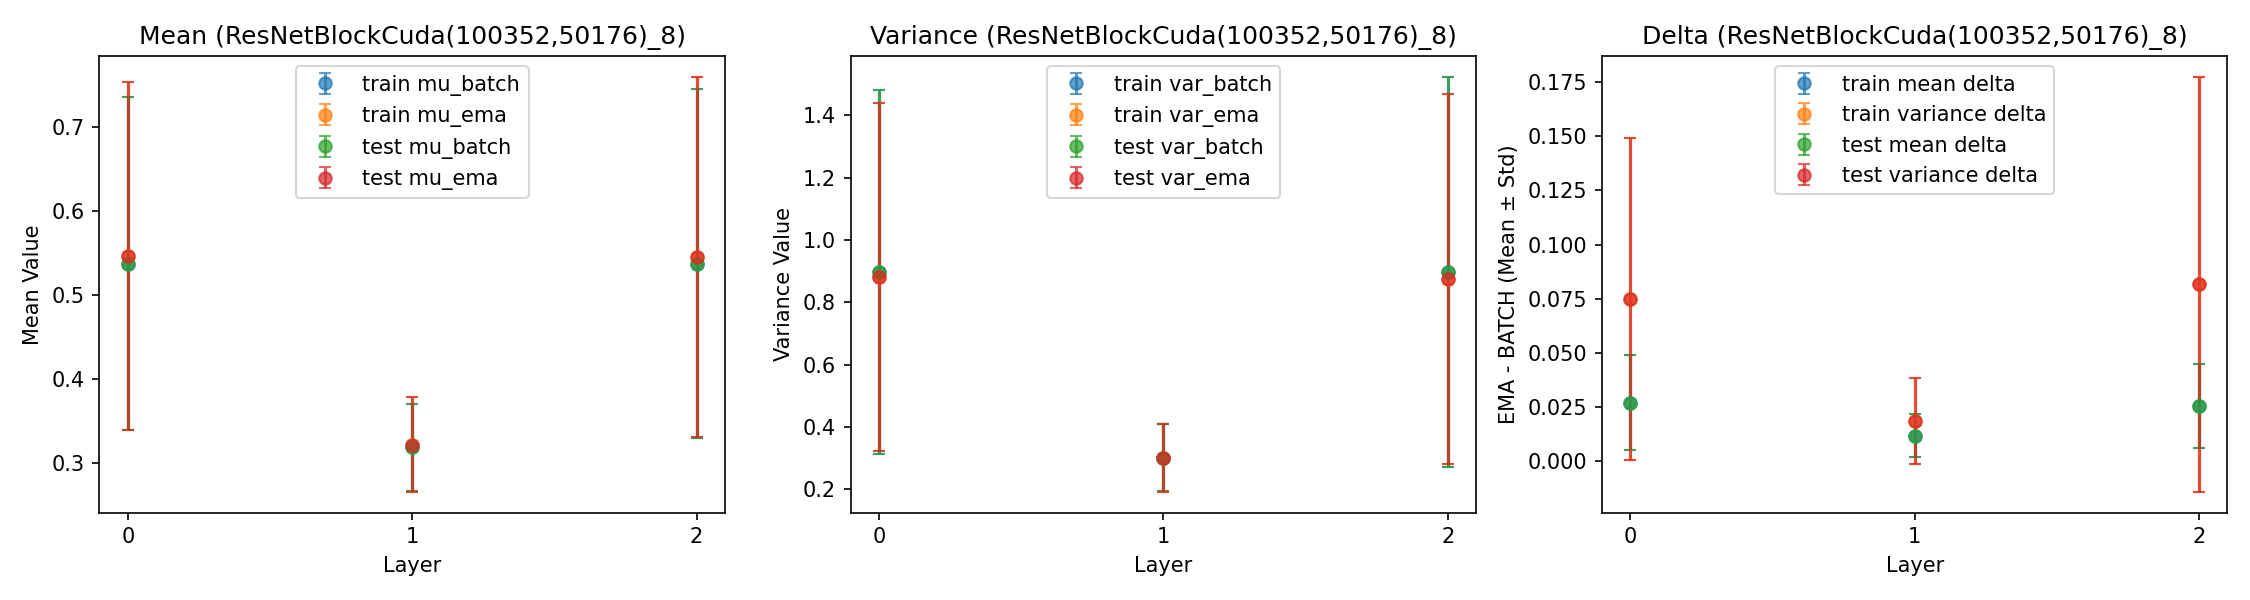 Mean (ResNetBlockCuda(100352,50176)_8)
Mean Value
0.7
0.6
0.5
0.4
0.3
train mu_batch
train mu_ema
test mu_batch
test mu_ema
0 1 2
Layer
Variance (ResNetBlockCuda(100352,50176)_8)
Variance Value
1.4
1.2
1.0
0.8
0.6
0.4
0.2
train var_batch
train var_ema
test var_batch
test var_ema
0 1 2
Layer
Delta (ResNetBlockCuda(100352,50176)_8)
EMA - BATCH (Mean ± Std)
0.175
0.150
0.125
0.100
0.075
0.050
0.025
0.000
train mean delta
train variance delta
test mean delta
test variance delta
0 1 2
Layer